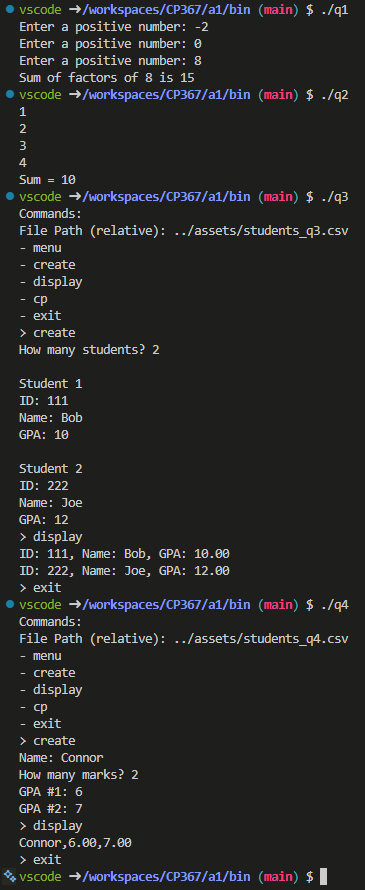 vscode ➜/workspaces/CP367/a1/bin (main) $ ./q1
Enter a positive number: -2
Enter a positive number: 0
Enter a positive number: 8
Sum of factors of 8 is 15
vscode ➜/workspaces/CP367/a1/bin (main) $ ./q2
1
2
3
4
Sum = 10
vscode ➜/workspaces/CP367/a1/bin (main) $ ./q3
Commands:
File Path (relative): ../assets/students_q3.csv
- menu
- create
- display
- cp
- exit
> create
How many students? 2

Student 1
ID: 111
Name: Bob
GPA: 10

Student 2
ID: 222
Name: Joe
GPA: 12
> display
ID: 111, Name: Bob, GPA: 10.00
ID: 222, Name: Joe, GPA: 12.00
> exit
vscode ➜/workspaces/CP367/a1/bin (main) $ ./q4
Commands:
File Path (relative): ../assets/students_q4.csv
- menu
- create
- display
- cp
- exit
> create
Name: Connor
How many marks? 2
GPA #1: 6
GPA #2: 7
> display
Connor,6.00,7.00
> exit
vscode ➜/workspaces/CP367/a1/bin (main) $